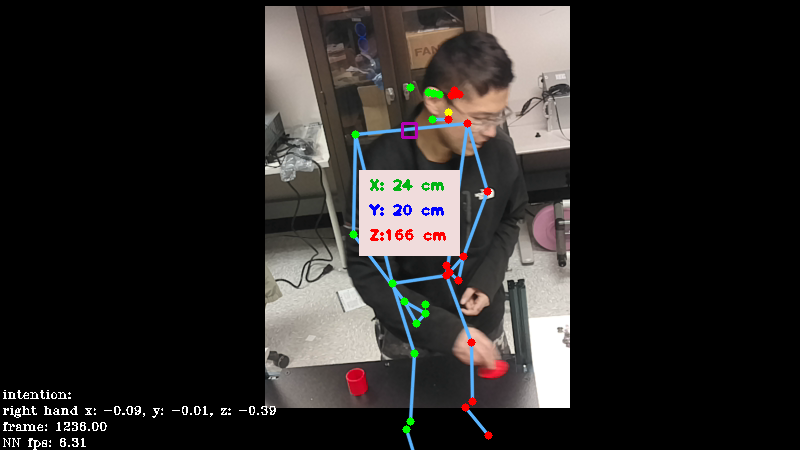 FAN
X: 24 cm
Y: 20 cm
Z:166 cm
intention:
right hand x: -0.09, y: -0.01, z: -0.39
frame: 1236.00
NN fps: 6.31